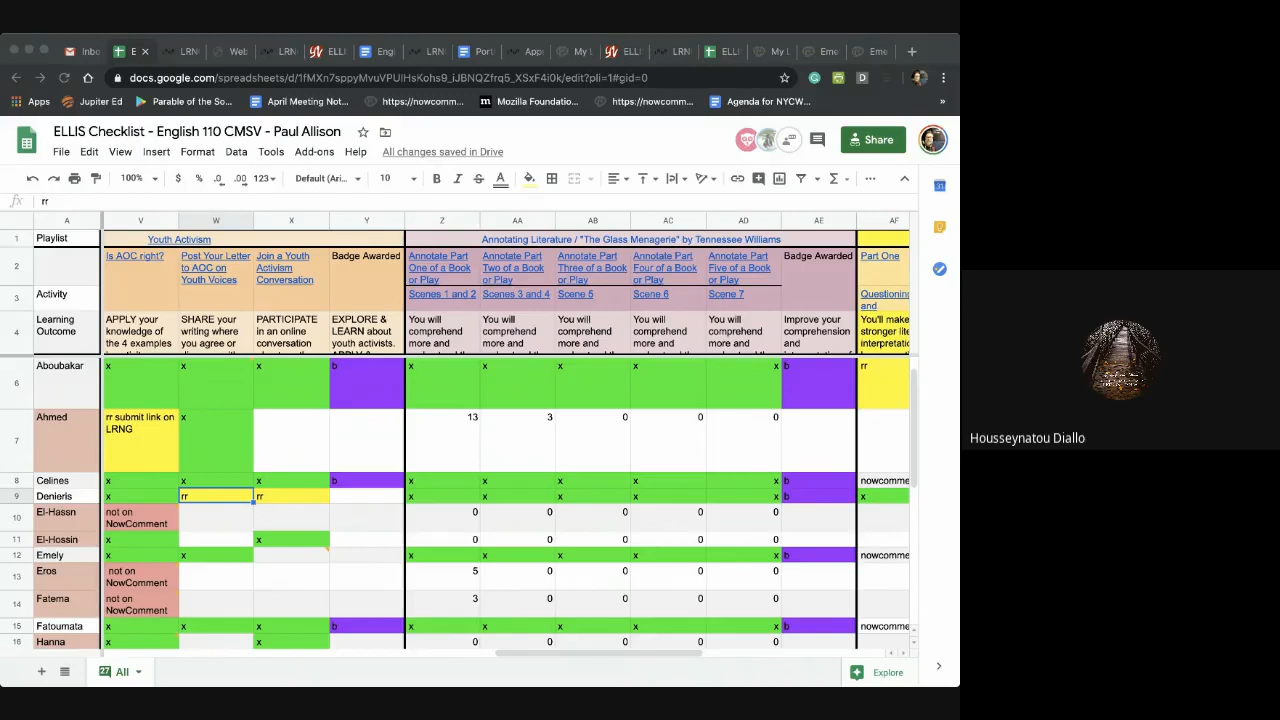 Inbo E LRN Web LRN ELLI Engl LRN Port App My L ELL LRN ELLI My L Eme Eme
docs.google.com/spreadsheets/d/1fMXn7sppyMvuVPUlHsKohs9_iJBNQZfrq5_XSxF4i0k/edit?pli=1#gid=0
Apps Jupiter Ed Parable of the So... April Meeting Not... https://nowcomm... Mozilla Foundatio... https://nowcomm... Agenda for NYCW... »
ELLIS Checklist - English 110 CMSV - Paul Allison
Share
File Edit View Insert Format Data Tools Add-ons Help All changes saved in Drive
100% $ % .0 .00 123 Default (Ari... 10 B I S A
fx rr
A V W X Y Z AA AB AC AD AE AF
1 Playlist Youth Activism Annotating Literature / "The Glass Menagerie" by Tennessee Williams
2 Is AOC right? Post Your Letter to AOC on Youth Voices Join a Youth Activism Conversation Badge Awarded Annotate Part One of a Book or Play Annotate Part Two of a Book or Play Annotate Part Three of a Book or Play Annotate Part Four of a Book or Play Annotate Part Five of a Book or Play Badge Awarded Part One
3 Activity Scenes 1 and 2 Scenes 3 and 4 Scene 5 Scene 6 Scene 7 Questioning and
4 Learning Outcome APPLY your knowledge of the 4 examples SHARE your writing where you agree or PARTICIPATE in an online conversation EXPLORE & LEARN about youth activists. You will comprehend more and You will comprehend more and You will comprehend more and You will comprehend more and You will comprehend more and Improve your comprehension and You'll make stronger lite interpretatio
6 Aboubakar x x x b x x x x x b rr
7 Ahmed rr submit link on LRNG x 13 3 0 0 0
8 Celines x x x b x x x x x b nowcomme
9 Denieris x rr rr x x x x x b x
10 El-Hassn not on NowComment 0 0 0 0 0
11 El-Hossin x x 0 0 0 0 0
12 Emely x x x x x x x b nowcomme
13 Eros not on NowComment 5 0 0 0 0
14 Fatema not on NowComment 3 0 0 0 0
15 Fatoumata x x x b x x x x x b nowcomme
16 Hanna x x 0 0 0 0 0
27 All
Explore
Housseynatou Diallo